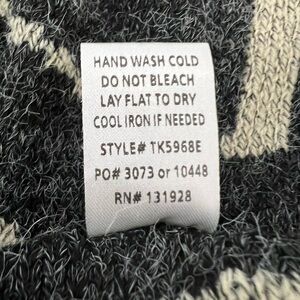 HAND WASH COLD
DO NOT BLEACH
LAY FLAT TO DRY
COOL IRON IF NEEDED
STYLE# TK5968E
PO# 3073 or 10448
RN# 131928